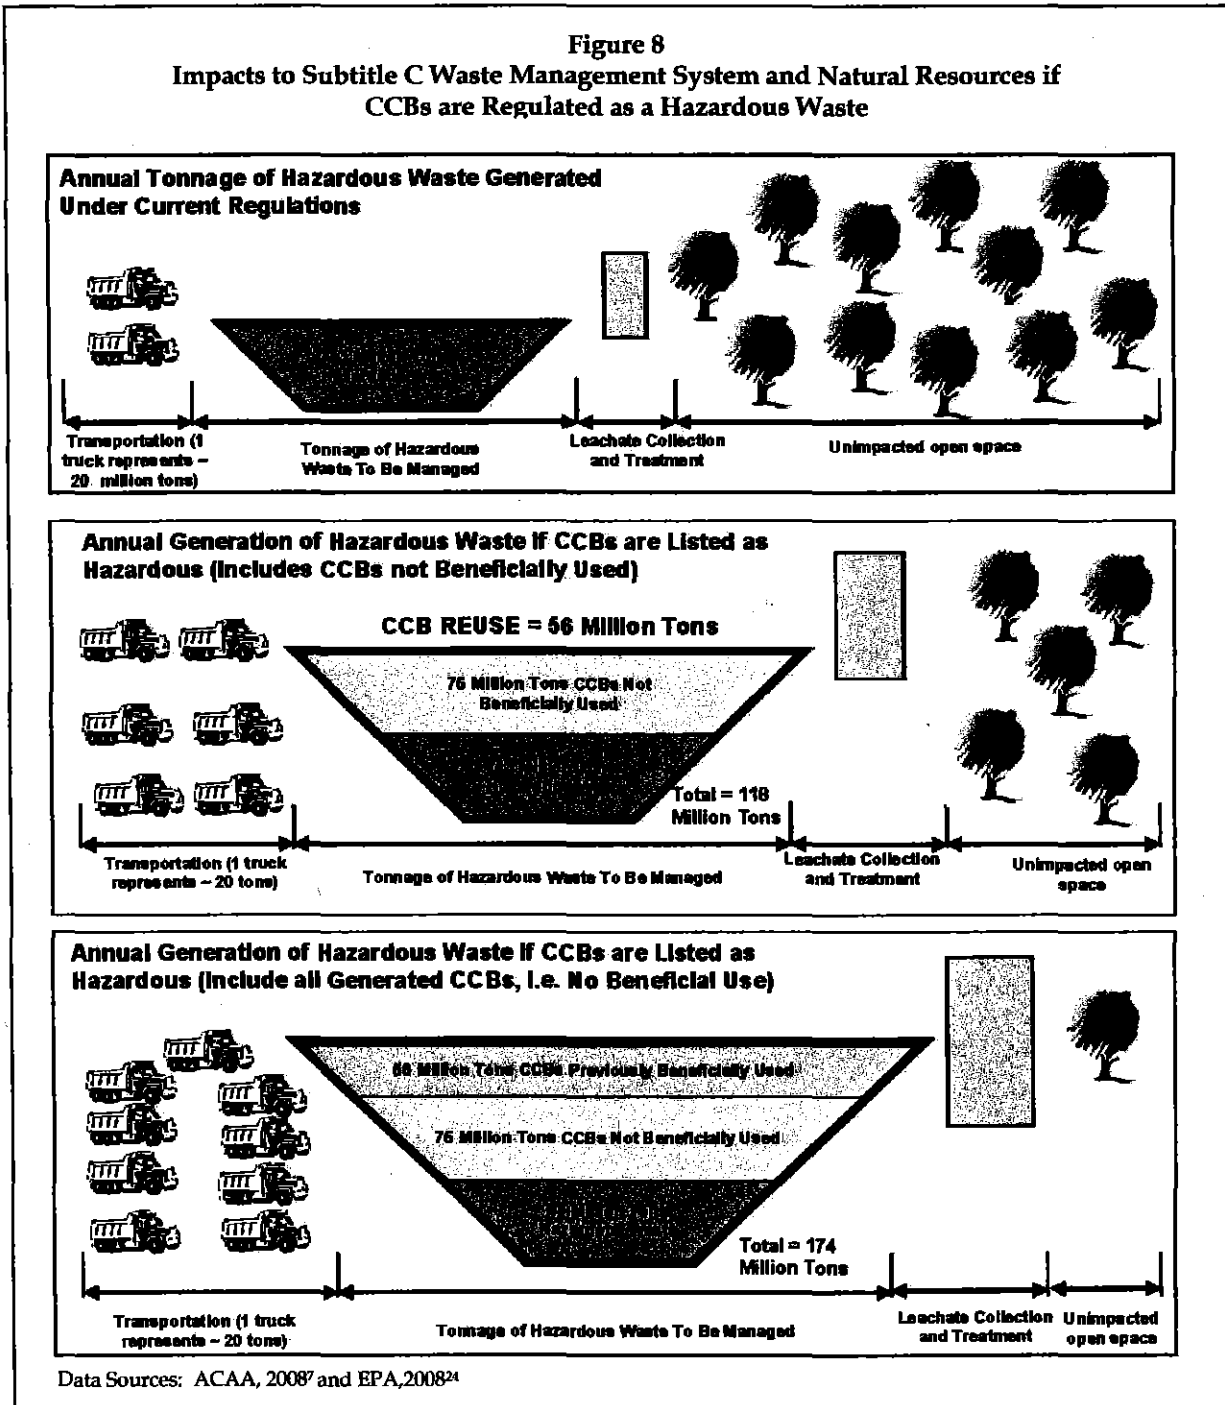 Figure 8
Impacts to Subtitle C Waste Management System and Natural Resources if
CCBs are Regulated as a Hazardous Waste
Annual Tonnage of Hazardous Waste Generated
Under Current Regulations
Transportation (1
truck represents ~
20 million tons)
Tonnage of Hazardous
Waste To Be Managed
Leachate Collection
and Treatment
Unimpacted open space
Annual Generation of Hazardous Waste if CCBs are Listed as
Hazardous (Includes CCBs not Beneficially Used)
CCB REUSE = 56 Million Tons
76 Million Tons CCBs Not
Beneficially Used
Total = 118
Million Tons
Transportation (1 truck
represents ~ 20 tons)
Tonnage of Hazardous Waste To Be Managed
Leachate Collection
and Treatment
Unimpacted open
space
Annual Generation of Hazardous Waste if CCBs are Listed as
Hazardous (Include all Generated CCBs, i.e. No Beneficial Use)
56 Million Tons CCBs Previously Beneficially Used
76 Million Tons CCBs Not Beneficially Used
Total = 174
Million Tons
Transportation (1 truck
represents ~ 20 tons)
Tonnage of Hazardous Waste To Be Managed
Leachate Collection
and Treatment
Unimpacted
open space
Data Sources: ACAA, 2008⁷ and EPA,2008²⁴